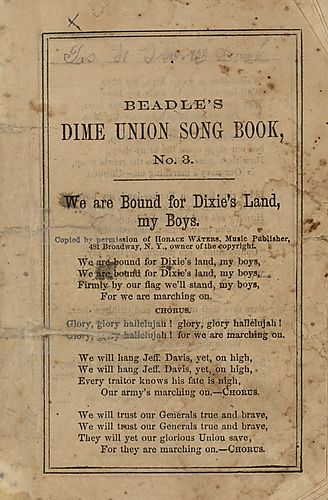 BEADLE'S
DIME UNION SONG BOOK,
No. 3.
We are Bound for Dixie's Land,
my Boys.
Copied by permission of HORACE WATERS, Music Publisher,
481 Broadway, N. Y., owner of the copyright.
We are bound for Dixie's land, my boys,
We are bound for Dixie's land, my boys,
Firmly by our flag we'll stand, my boys,
For we are marching on.
CHORUS.
Glory, glory hallelujah! glory, glory hallelujah!
Glory, glory hallelujah! for we are marching on.
We will hang Jeff. Davis, yet, on high,
We will hang Jeff. Davis, yet, on high,
Every traitor knows his fate is nigh,
Our army's marching on.—CHORUS.
We will trust our Generals true and brave,
We will trust our Generals true and brave,
They will yet our glorious Union save,
For they are marching on.—CHORUS.